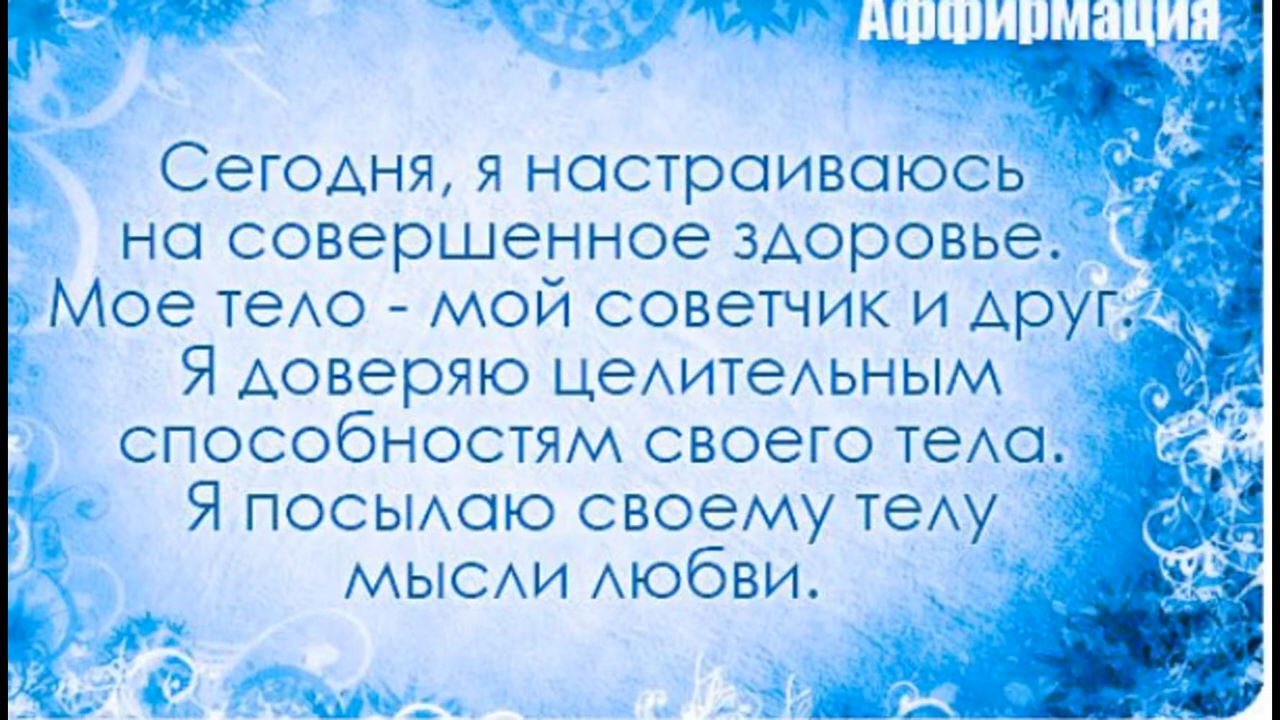 Аффирмация
Сегодня, я настраиваюсь
на совершенное здоровье.
Мое тело - мой советчик и друг.
Я доверяю целительным
способностям своего тела.
Я посылаю своему телу
мысли любви.